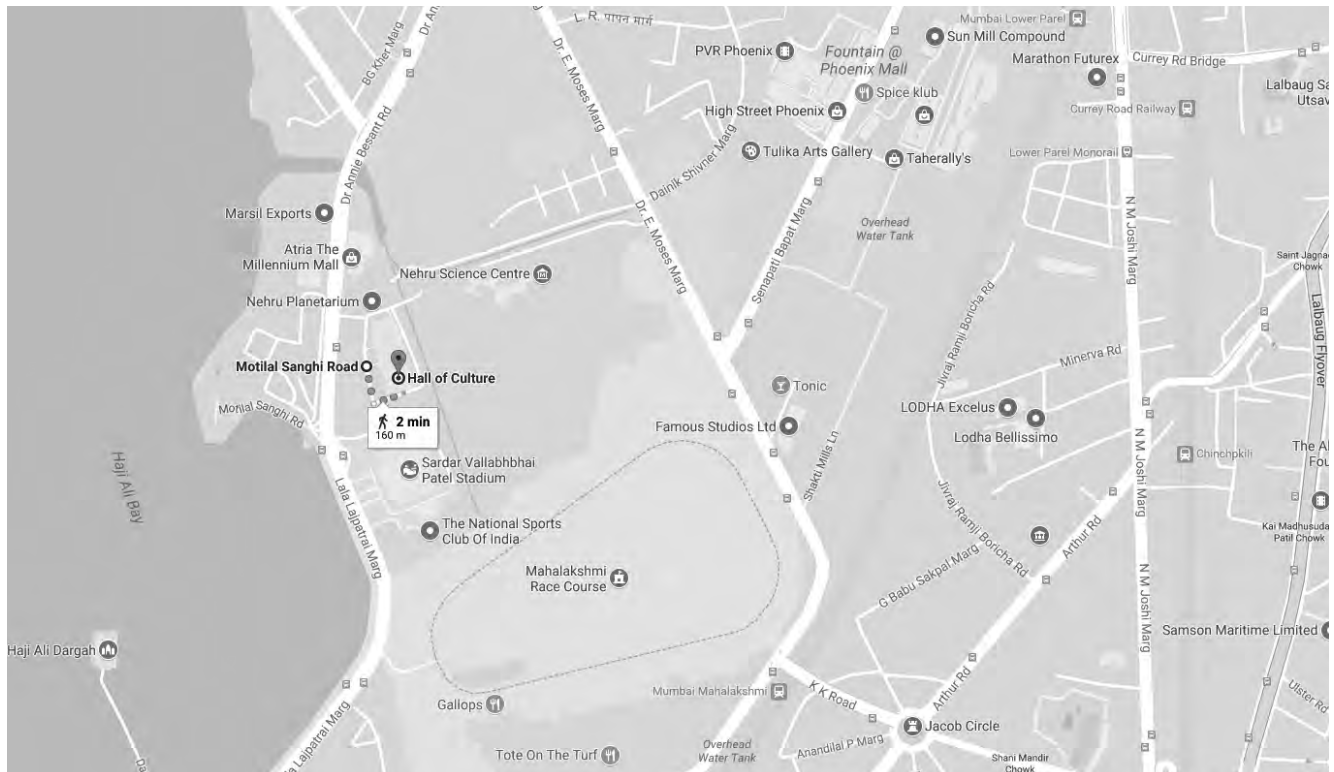 L. R. पापन मार्ग
Mumbai Lower Parel
Sun Mill Compound
PVR Phoenix
Fountain @
Phoenix Mall
Marathon Futurex
Currey Rd Bridge
BG Kher Marg
Dr. E. Moses Marg
Spice klub
Lalbaug Sa
Utsav
High Street Phoenix
Currey Road Railway
Dr Annie Besant Rd
Tulika Arts Gallery
Taherally's
Lower Parel Monorail
Dainik Shivner Marg
Marsil Exports
Dr. E. Moses Marg
Senapati Bapat Marg
Overhead
Water Tank
N M Joshi Marg
Atria The
Millennium Mall
Nehru Science Centre
Saint Jagnad
Chowk
Nehru Planetarium
Jivraj Ramji Boricha Rd
Lalbaug Flyover
Minerva Rd
Motilal Sanghi Road
Hall of Culture
Tonic
Motilal Sanghi Rd
2 min
160 m
LODHA Excelus
Lodha Bellissimo
Famous Studios Ltd
Shakti Mills Ln
N M Joshi Marg
Chinchpkili
The Al
Fou
Haji Ali Bay
Sardar Vallabhbhai
Patel Stadium
Lala Lajpatrai Marg
Jivraj Ramji Boricha Rd
Arthur Rd
The National Sports
Club Of India
Kai Madhusuda
Patil Chowk
Mahalakshmi
Race Course
G Babu Sakpal Marg
N M Joshi Marg
Samson Maritime Limited
Haji Ali Dargah
Mumbai Mahalakshmi
K K Road
Arthur Rd
Ulster Rd
Gallops
Jacob Circle
a Lajpatrai Marg
Tote On The Turf
Overhead
Water Tank
Anandilal P Marg
Shani Mandir
Chowk
Da